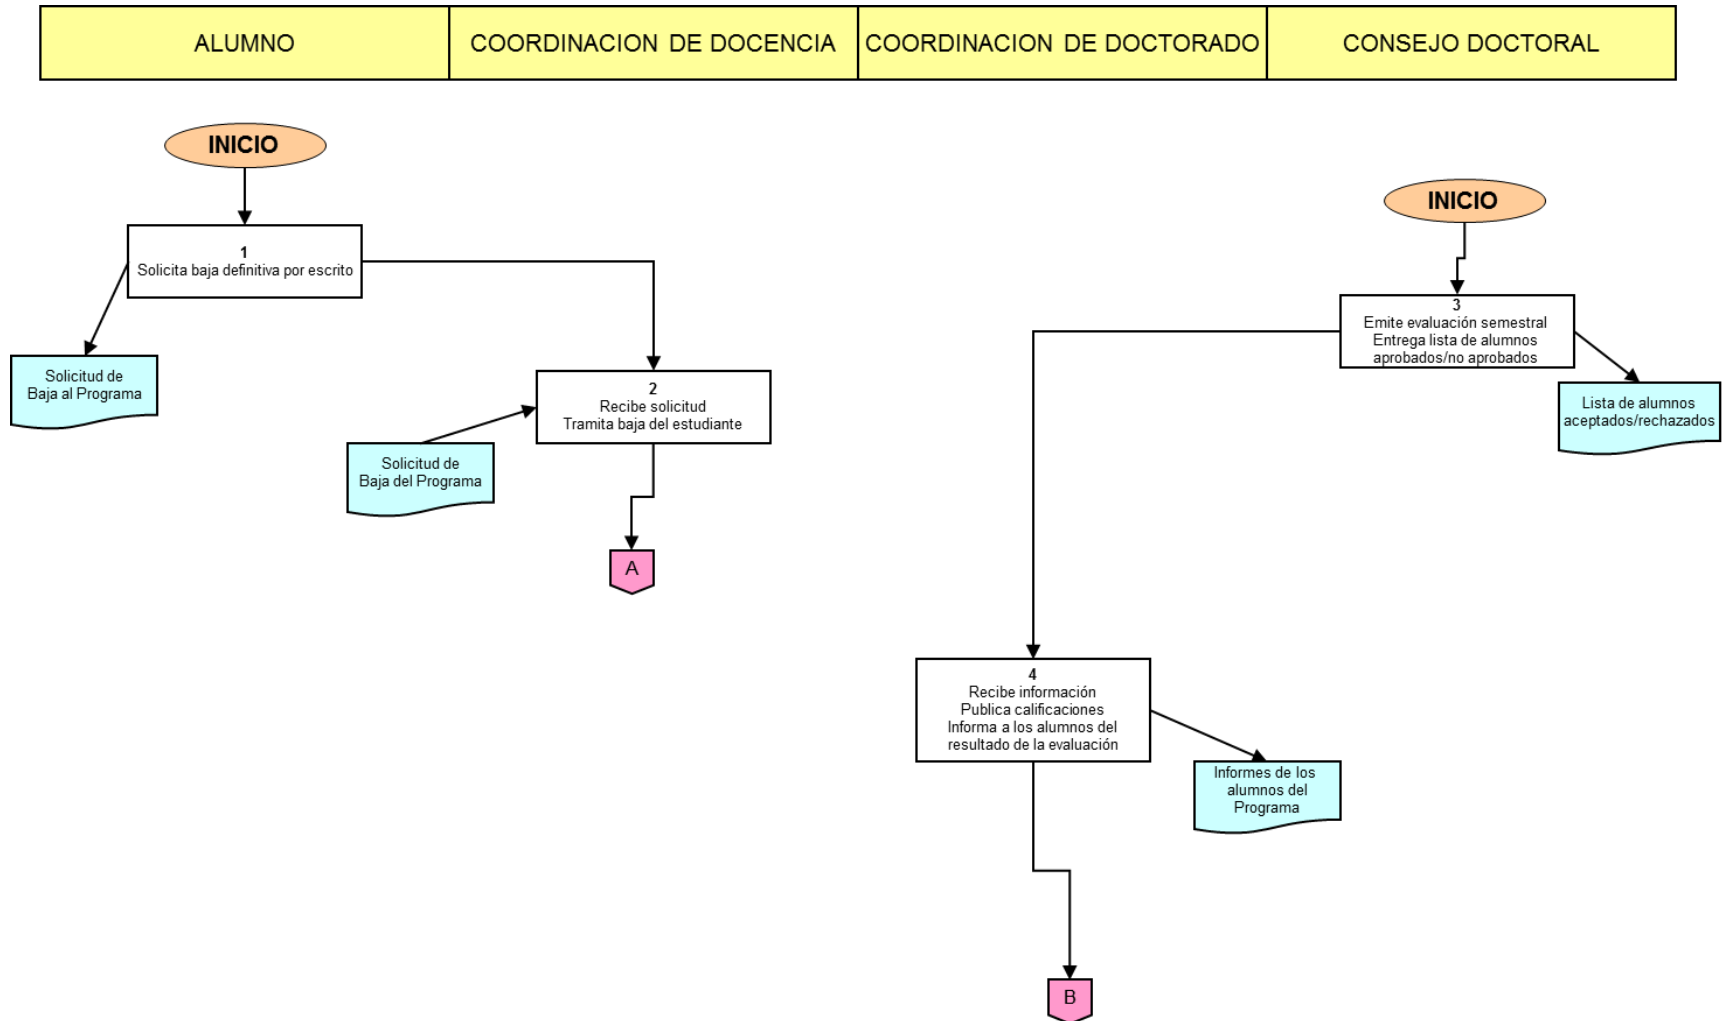 ALUMNO
COORDINACION DE DOCENCIA
COORDINACION DE DOCTORADO
CONSEJO DOCTORAL
INICIO
1
Solicita baja definitiva por escrito
Solicitud de
Baja al Programa
2
Recibe solicitud
Tramita baja del estudiante
Solicitud de
Baja del Programa
A
INICIO
3
Emite evaluación semestral
Entrega lista de alumnos
aprobados/no aprobados
Lista de alumnos
aceptados/rechazados
4
Recibe información
Publica calificaciones
Informa a los alumnos del
resultado de la evaluación
Informes de los
alumnos del
Programa
B